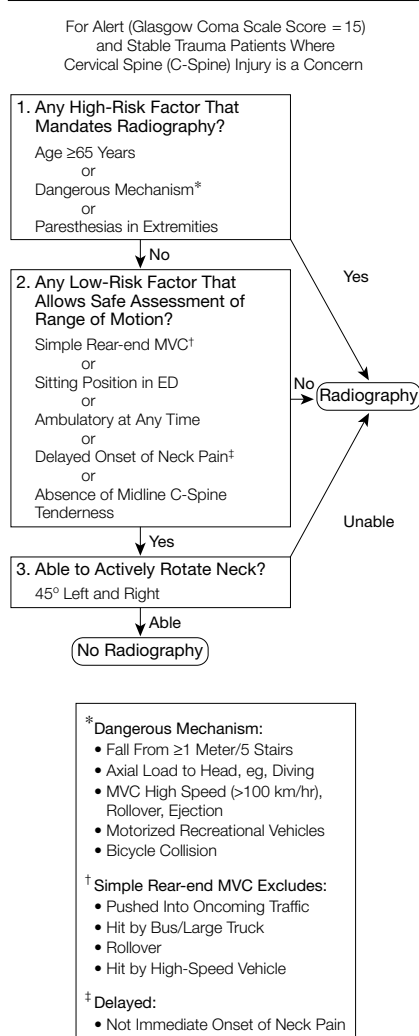 For Alert (Glasgow Coma Scale Score = 15)
and Stable Trauma Patients Where
Cervical Spine (C-Spine) Injury is a Concern
1. Any High-Risk Factor That
Mandates Radiography?
Age ≥65 Years
or
Dangerous Mechanism*
or
Paresthesias in Extremities
No
Yes
2. Any Low-Risk Factor That
Allows Safe Assessment of
Range of Motion?
Simple Rear-end MVC†
or
Sitting Position in ED
or
Ambulatory at Any Time
or
Delayed Onset of Neck Pain‡
or
Absence of Midline C-Spine
Tenderness
No
Radiography
Yes
Unable
3. Able to Actively Rotate Neck?
45º Left and Right
Able
No Radiography
*Dangerous Mechanism:
• Fall From ≥1 Meter/5 Stairs
• Axial Load to Head, eg, Diving
• MVC High Speed (>100 km/hr),
Rollover, Ejection
• Motorized Recreational Vehicles
• Bicycle Collision
†Simple Rear-end MVC Excludes:
• Pushed Into Oncoming Traffic
• Hit by Bus/Large Truck
• Rollover
• Hit by High-Speed Vehicle
‡Delayed:
• Not Immediate Onset of Neck Pain